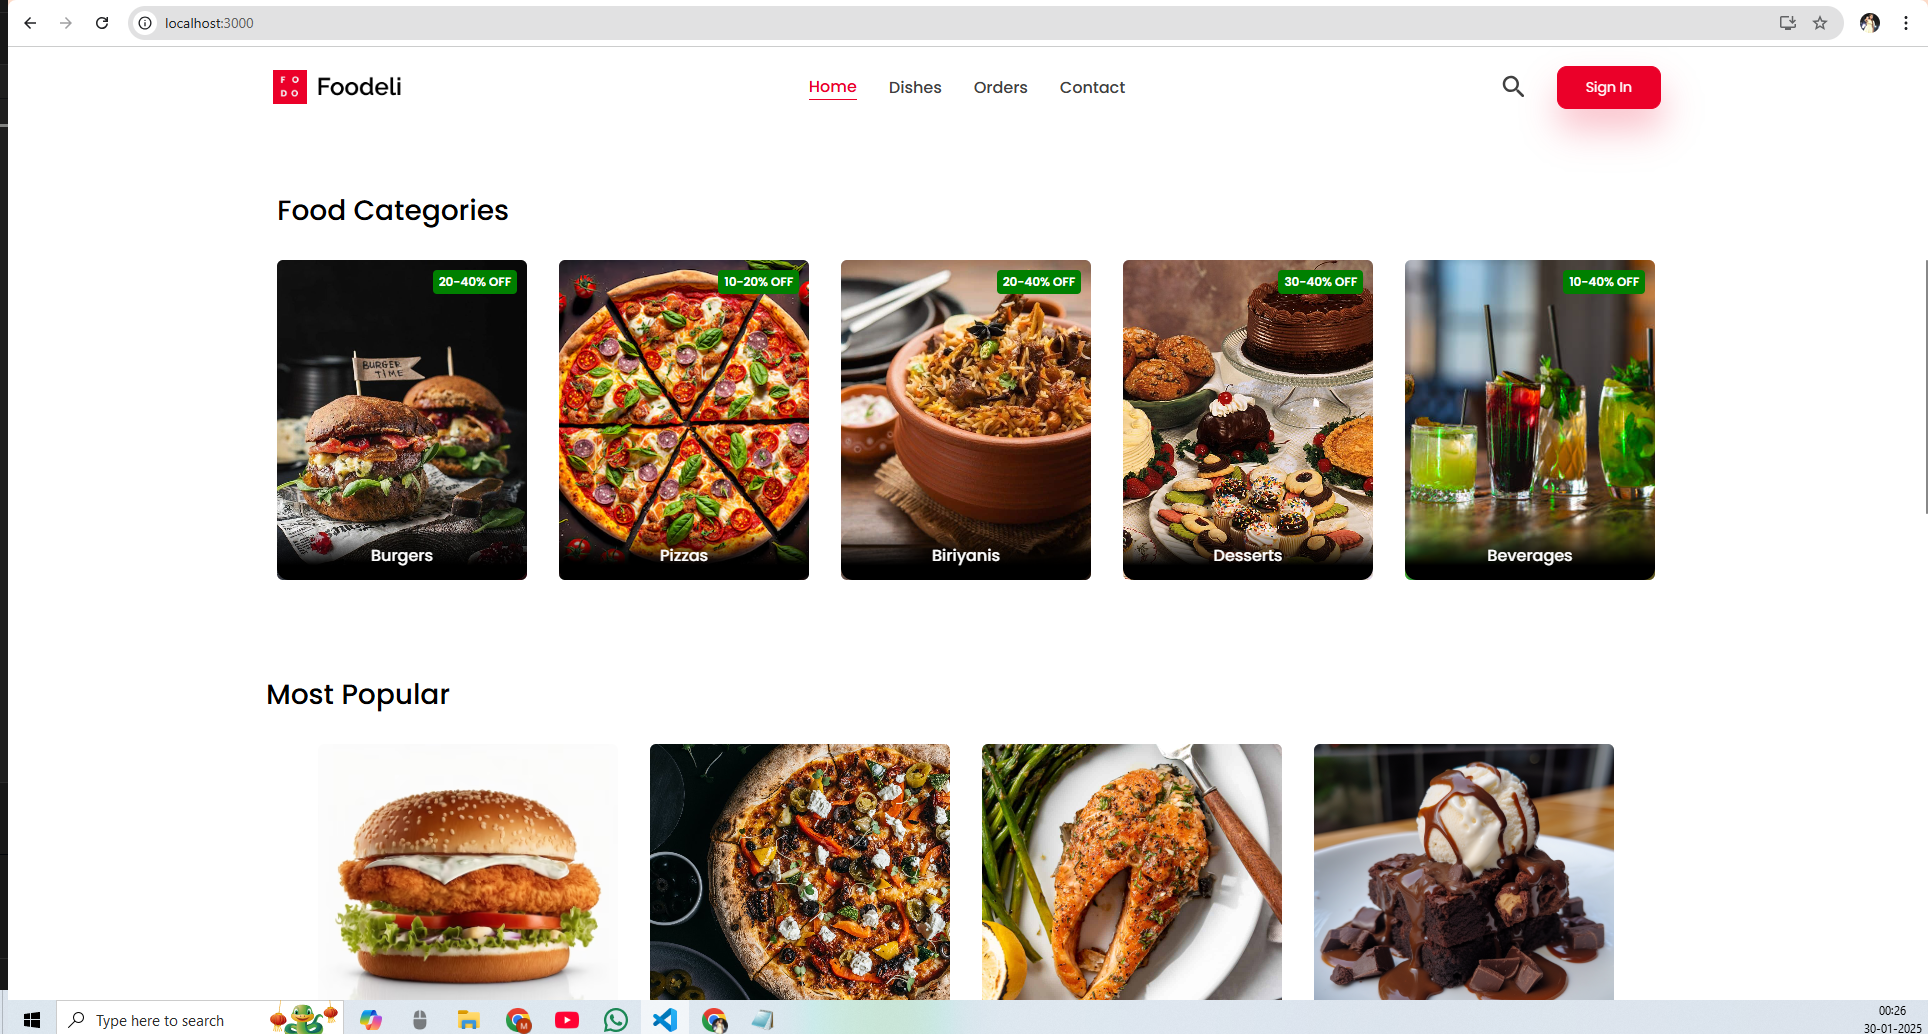 localhost:3000
FO
DO
Foodeli
Home
Dishes
Orders
Contact
Sign In
Food Categories
20-40% OFF
10-20% OFF
20-40% OFF
30-40% OFF
10-40% OFF
BURGER
TIME
Burgers
Pizzas
Biriyanis
Desserts
Beverages
Most Popular
Type here to search
M
00:26
30-01-2025